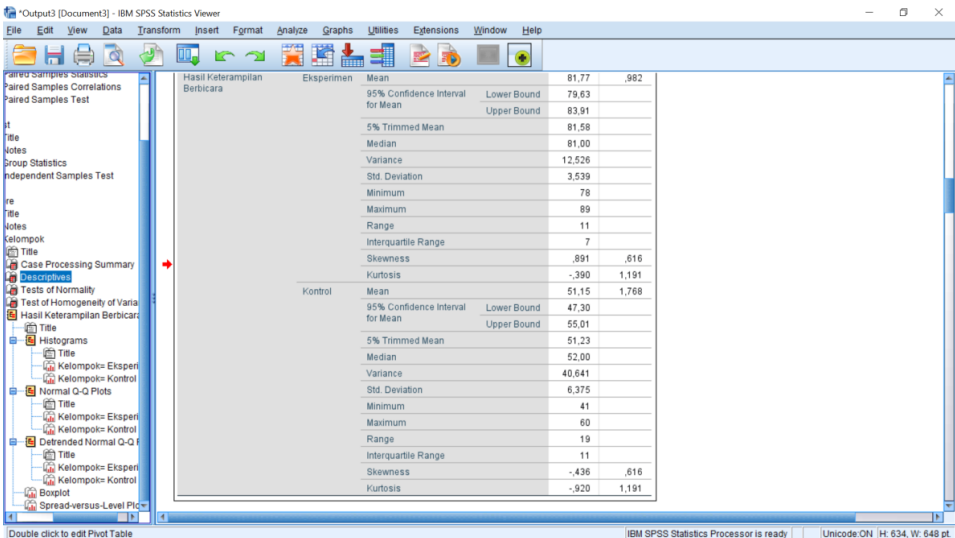 *Output3 [Document3] - IBM SPSS Statistics Viewer
File Edit View Data Transform Insert Format Analyze Graphs Utilities Extensions Window Help
Paired Samples Statistics
Paired Samples Correlations
Paired Samples Test
Title
Notes
Group Statistics
Independent Samples Test
Title
Notes
Kelompok
Title
Case Processing Summary
Descriptives
Tests of Normality
Test of Homogeneity of Varia
Hasil Keterampilan Berbicara
Title
Histograms
Title
Kelompok= Eksperi
Kelompok= Kontrol
Normal Q-Q Plots
Title
Kelompok= Eksperi
Kelompok= Kontrol
Detrended Normal Q-Q P
Title
Kelompok= Eksperi
Kelompok= Kontrol
Boxplot
Spread-versus-Level Plo
Hasil Keterampilan Berbicara Eksperimen Mean 81,77 ,982
95% Confidence Interval for Mean Lower Bound 79,63
Upper Bound 83,91
5% Trimmed Mean 81,58
Median 81,00
Variance 12,526
Std. Deviation 3,539
Minimum 78
Maximum 89
Range 11
Interquartile Range 7
Skewness ,891 ,616
Kurtosis -,390 1,191
Kontrol Mean 51,15 1,768
95% Confidence Interval for Mean Lower Bound 47,30
Upper Bound 55,01
5% Trimmed Mean 51,23
Median 52,00
Variance 40,641
Std. Deviation 6,375
Minimum 41
Maximum 60
Range 19
Interquartile Range 11
Skewness -,436 ,616
Kurtosis -,920 1,191
Double click to edit Pivot Table
IBM SPSS Statistics Processor is ready Unicode:ON H: 634, W: 648 pt.